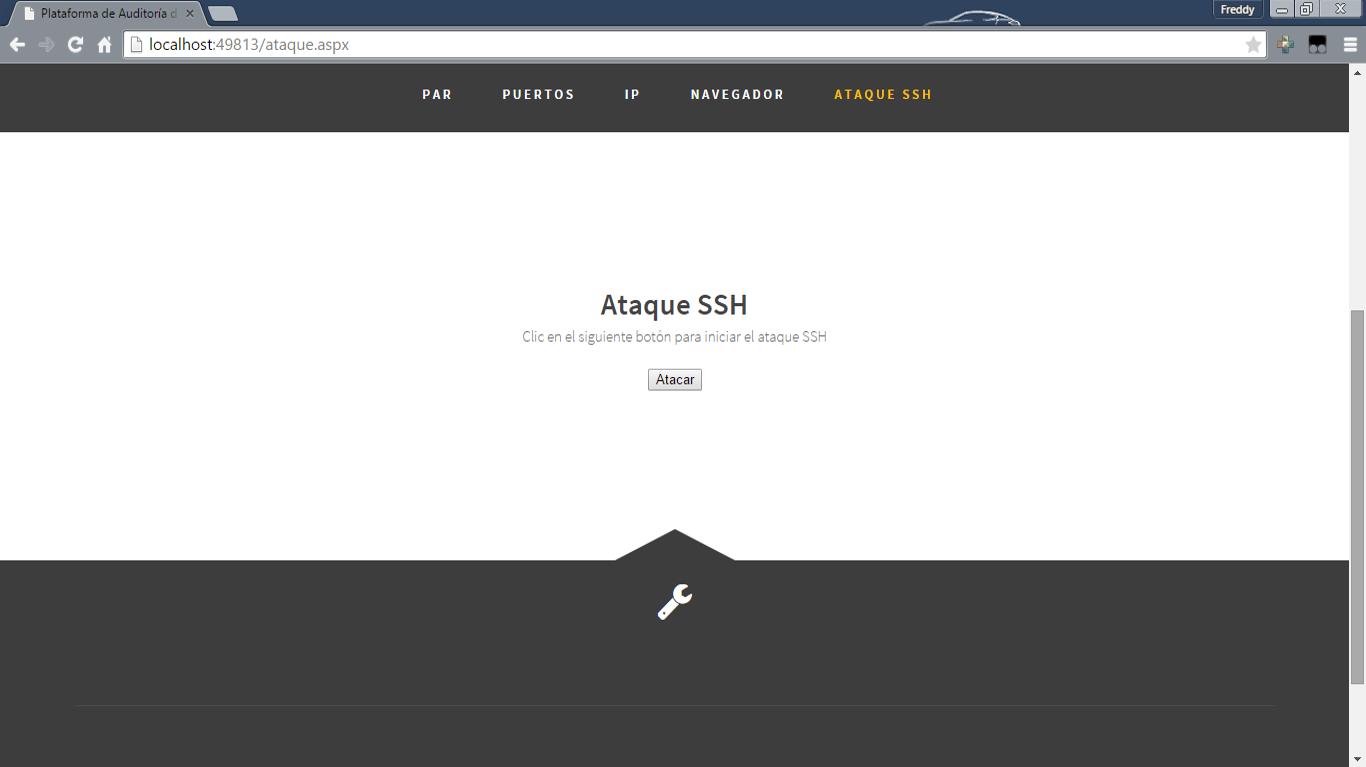 Plataforma de Auditoría d
Freddy
localhost:49813/ataque.aspx
PAR PUERTOS IP NAVEGADOR ATAQUE SSH
Ataque SSH
Clic en el siguiente botón para iniciar el ataque SSH
Atacar